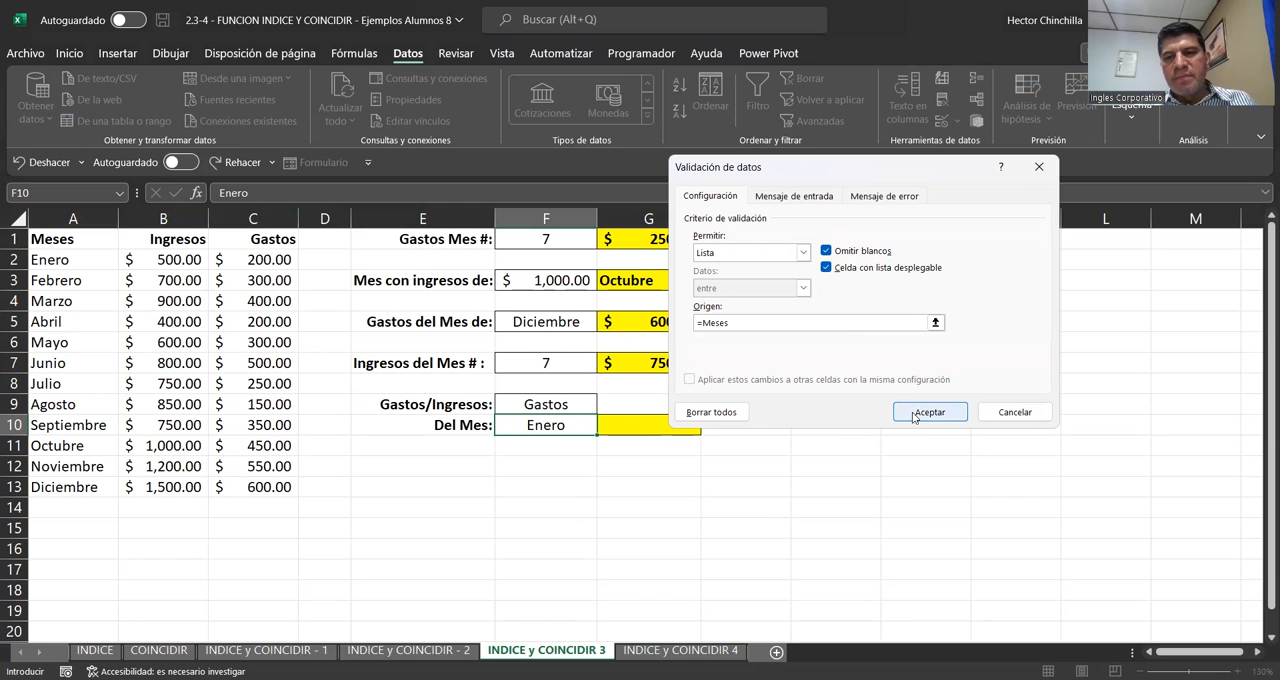 Autoguardado
2.3-4 - FUNCION INDICE Y COINCIDIR - Ejemplos Alumnos 8
Buscar (Alt+Q)
Hector Chinchilla
Archivo Inicio Insertar Dibujar Disposición de página Fórmulas Datos Revisar Vista Automatizar Programador Ayuda Power Pivot
Obtener datos
De texto/CSV
De la web
De una tabla o rango
Desde una imagen
Fuentes recientes
Conexiones existentes
Obtener y transformar datos
Actualizar todo
Consultas y conexiones
Propiedades
Editar vínculos
Consultas y conexiones
Cotizaciones
Monedas
Tipos de datos
Ordenar
Filtro
Borrar
Volver a aplicar
Avanzadas
Ordenar y filtrar
Texto en columnas
Herramientas de datos
Análisis de hipótesis
Previsión
Análisis
Ingles Corporativo
Deshacer Autoguardado Rehacer Formulario
F10
fx
Enero
A B C D E F G L M
1 Meses Ingresos Gastos Gastos Mes #: 7 $ 250
2 Enero $ 500.00 $ 200.00
3 Febrero $ 700.00 $ 300.00 Mes con ingresos de: $ 1,000.00 Octubre
4 Marzo $ 900.00 $ 400.00
5 Abril $ 400.00 $ 200.00 Gastos del Mes de: Diciembre $ 600
6 Mayo $ 600.00 $ 300.00
7 Junio $ 800.00 $ 500.00 Ingresos del Mes # : 7 $ 750
8 Julio $ 750.00 $ 250.00
9 Agosto $ 850.00 $ 150.00 Gastos/Ingresos: Gastos
10 Septiembre $ 750.00 $ 350.00 Del Mes: Enero
11 Octubre $ 1,000.00 $ 450.00
12 Noviembre $ 1,200.00 $ 550.00
13 Diciembre $ 1,500.00 $ 600.00
14
15
16
17
18
19
20
Validación de datos ?
Configuración Mensaje de entrada Mensaje de error
Criterio de validación
Permitir:
Lista
Omitir blancos
Celda con lista desplegable
Datos:
entre
Origen:
=Meses
Aplicar estos cambios a otras celdas con la misma configuración
Borrar todos Aceptar Cancelar
INDICE COINCIDIR INDICE y COINCIDIR - 1 INDICE y COINCIDIR - 2 INDICE y COINCIDIR 3 INDICE y COINCIDIR 4
Introducir Accesibilidad: es necesario investigar 130%